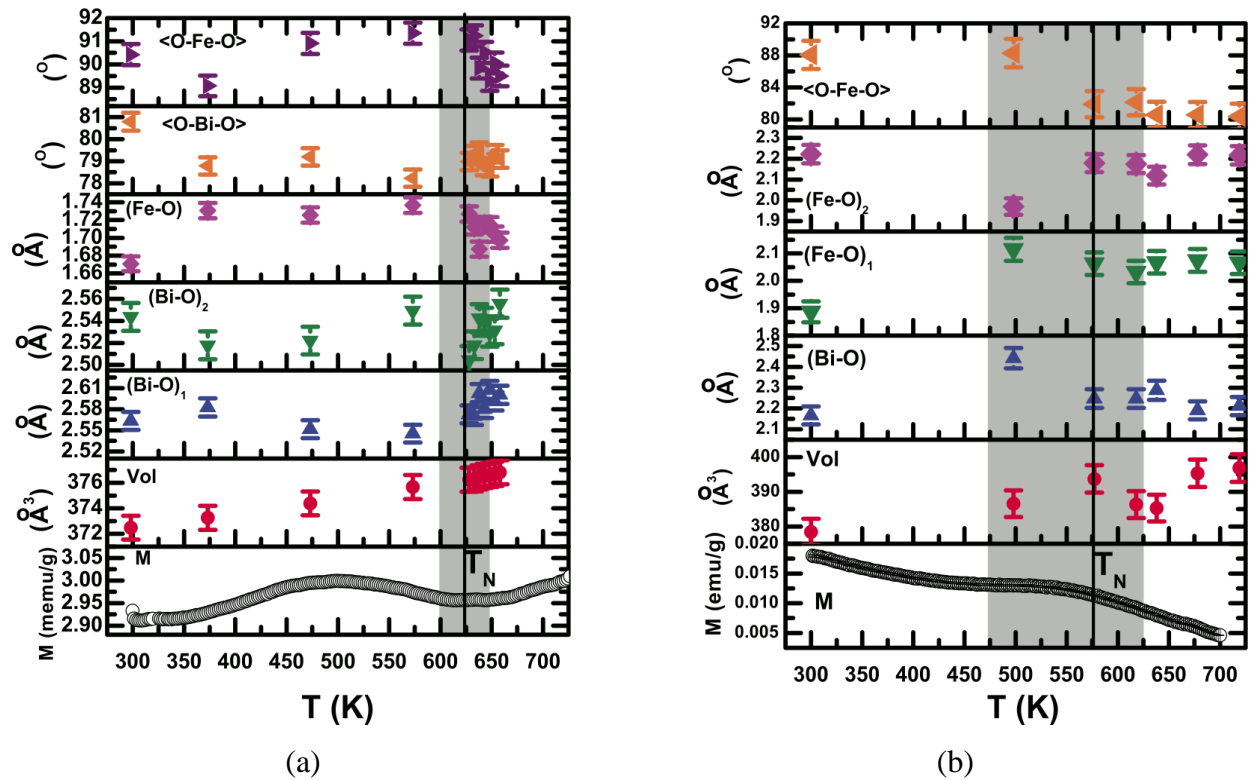 92
91
90
89
(°)
<O-Fe-O>
81
80
79
78
(°)
<O-Bi-O>
1.74
1.70
1.66
(Å)
(Fe-O)
2.56
2.54
2.52
2.50
(Å)
(Bi-O)2
2.61
2.58
2.55
2.52
(Å)
(Bi-O)1
376
374
372
(Å3)
Vol
3.05
3.00
2.95
2.90
M (memu/g)
M
TN
300 350 400 450 500 550 600 650 700
T (K)
(a)
92
88
84
80
(°)
<O-Fe-O>
2.3
2.2
2.1
2.0
1.9
(Å)
(Fe-O)2
2.1
2.0
1.9
1.8
(Å)
(Fe-O)1
2.5
2.4
2.3
2.2
2.1
(Å)
(Bi-O)
400
390
380
(Å3)
Vol
0.020
0.015
0.010
0.005
M (emu/g)
M
TN
300 350 400 450 500 550 600 650 700
T (K)
(b)